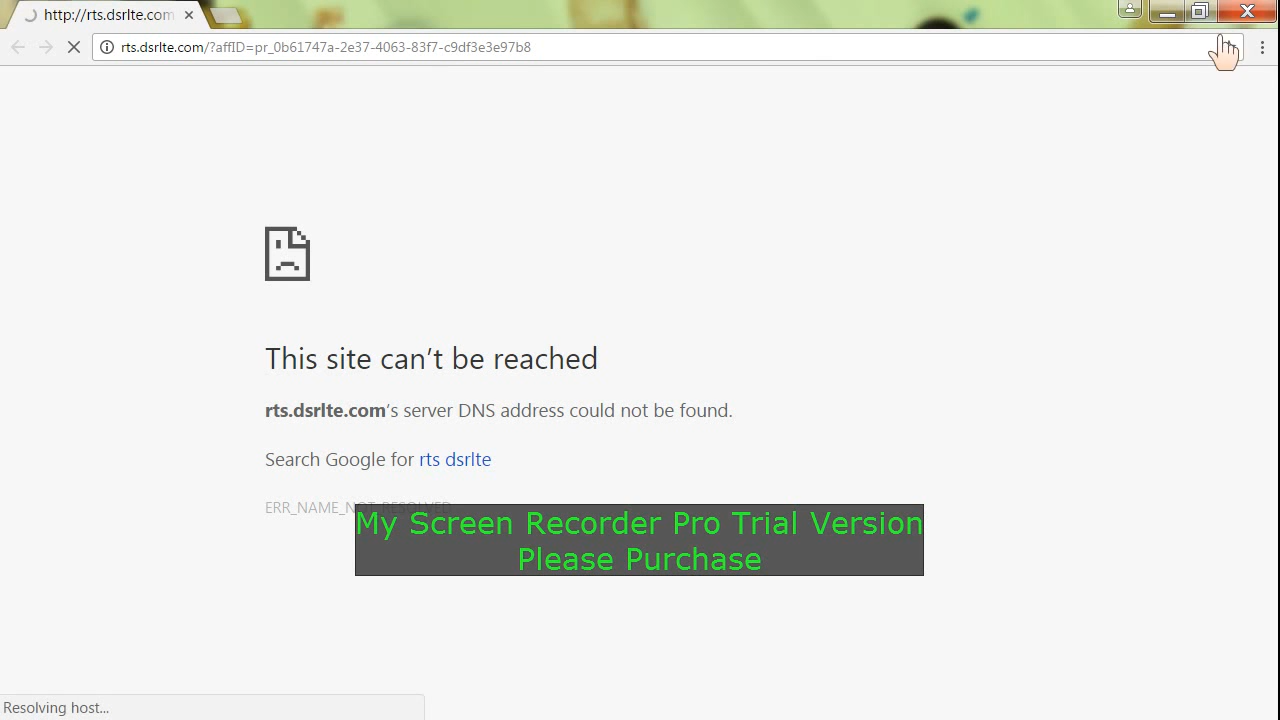 http://rts.dsrlte.com
rts.dsrlte.com/?affID=pr_0b61747a-2e37-4063-83f7-c9df3e3e97b8
This site can't be reached
rts.dsrlte.com's server DNS address could not be found.
Search Google for rts dsrlte
ERR_NAME_NOT_RESOLVED
My Screen Recorder Pro Trial Version
Please Purchase
Resolving host...